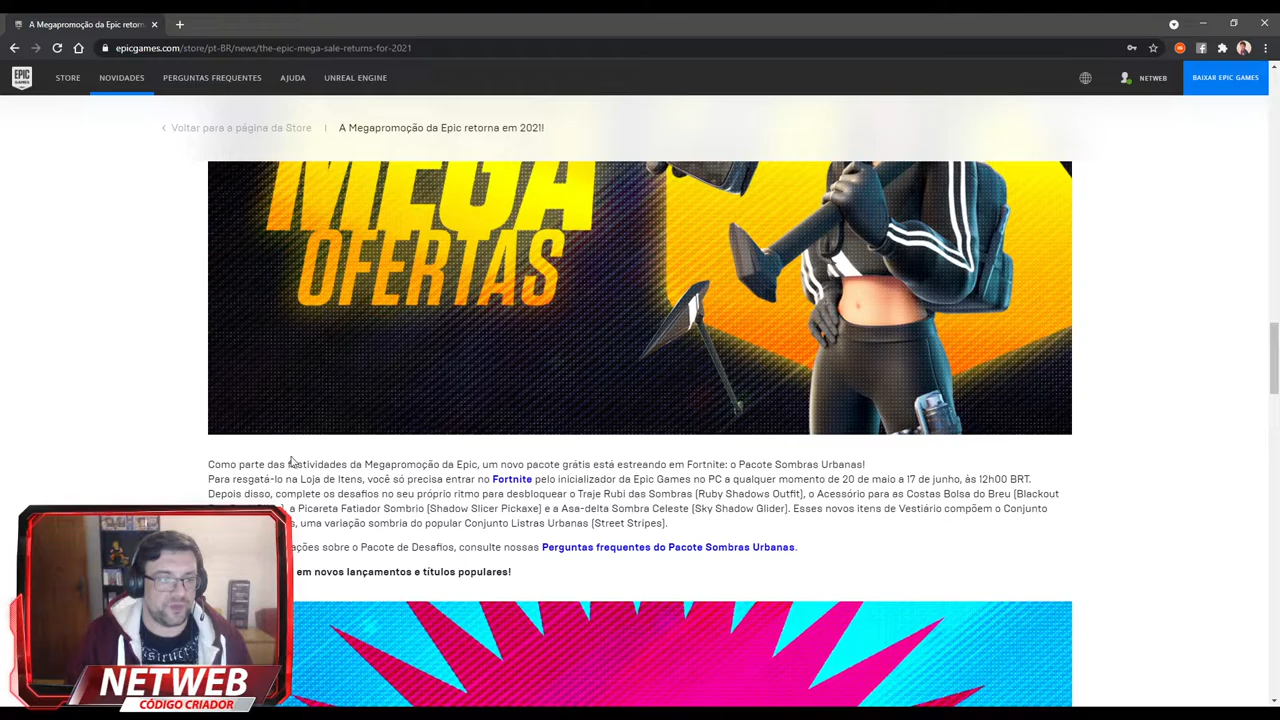 A Megapromoção da Epic retorn
epicgames.com/store/pt-BR/news/the-epic-mega-sale-returns-for-2021
EPIC GAMES
STORE
NOVIDADES
PERGUNTAS FREQUENTES
AJUDA
UNREAL ENGINE
NETWEB
BAIXAR EPIC GAMES
Voltar para a página da Store
A Megapromoção da Epic retorna em 2021!
MEGA
OFERTAS
Como parte das festividades da Megapromoção da Epic, um novo pacote grátis está estreando em Fortnite: o Pacote Sombras Urbanas!
Para resgatá-lo na Loja de Itens, você só precisa entrar no Fortnite pelo inicializador da Epic Games no PC a qualquer momento de 20 de maio a 17 de junho, às 12h00 BRT.
Depois disso, complete os desafios no seu próprio ritmo para desbloquear o Traje Rubi das Sombras (Ruby Shadows Outfit), o Acessório para as Costas Bolsa do Breu (Blackout
, a Picareta Fatiador Sombrio (Shadow Slicer Pickaxe) e a Asa-delta Sombra Celeste (Sky Shadow Glider). Esses novos itens de Vestiário compõem o Conjunto
, uma variação sombria do popular Conjunto Listras Urbanas (Street Stripes).
ações sobre o Pacote de Desafios, consulte nossas Perguntas frequentes do Pacote Sombras Urbanas.
em novos lançamentos e títulos populares!
NETWEB
CÓDIGO CRIADOR